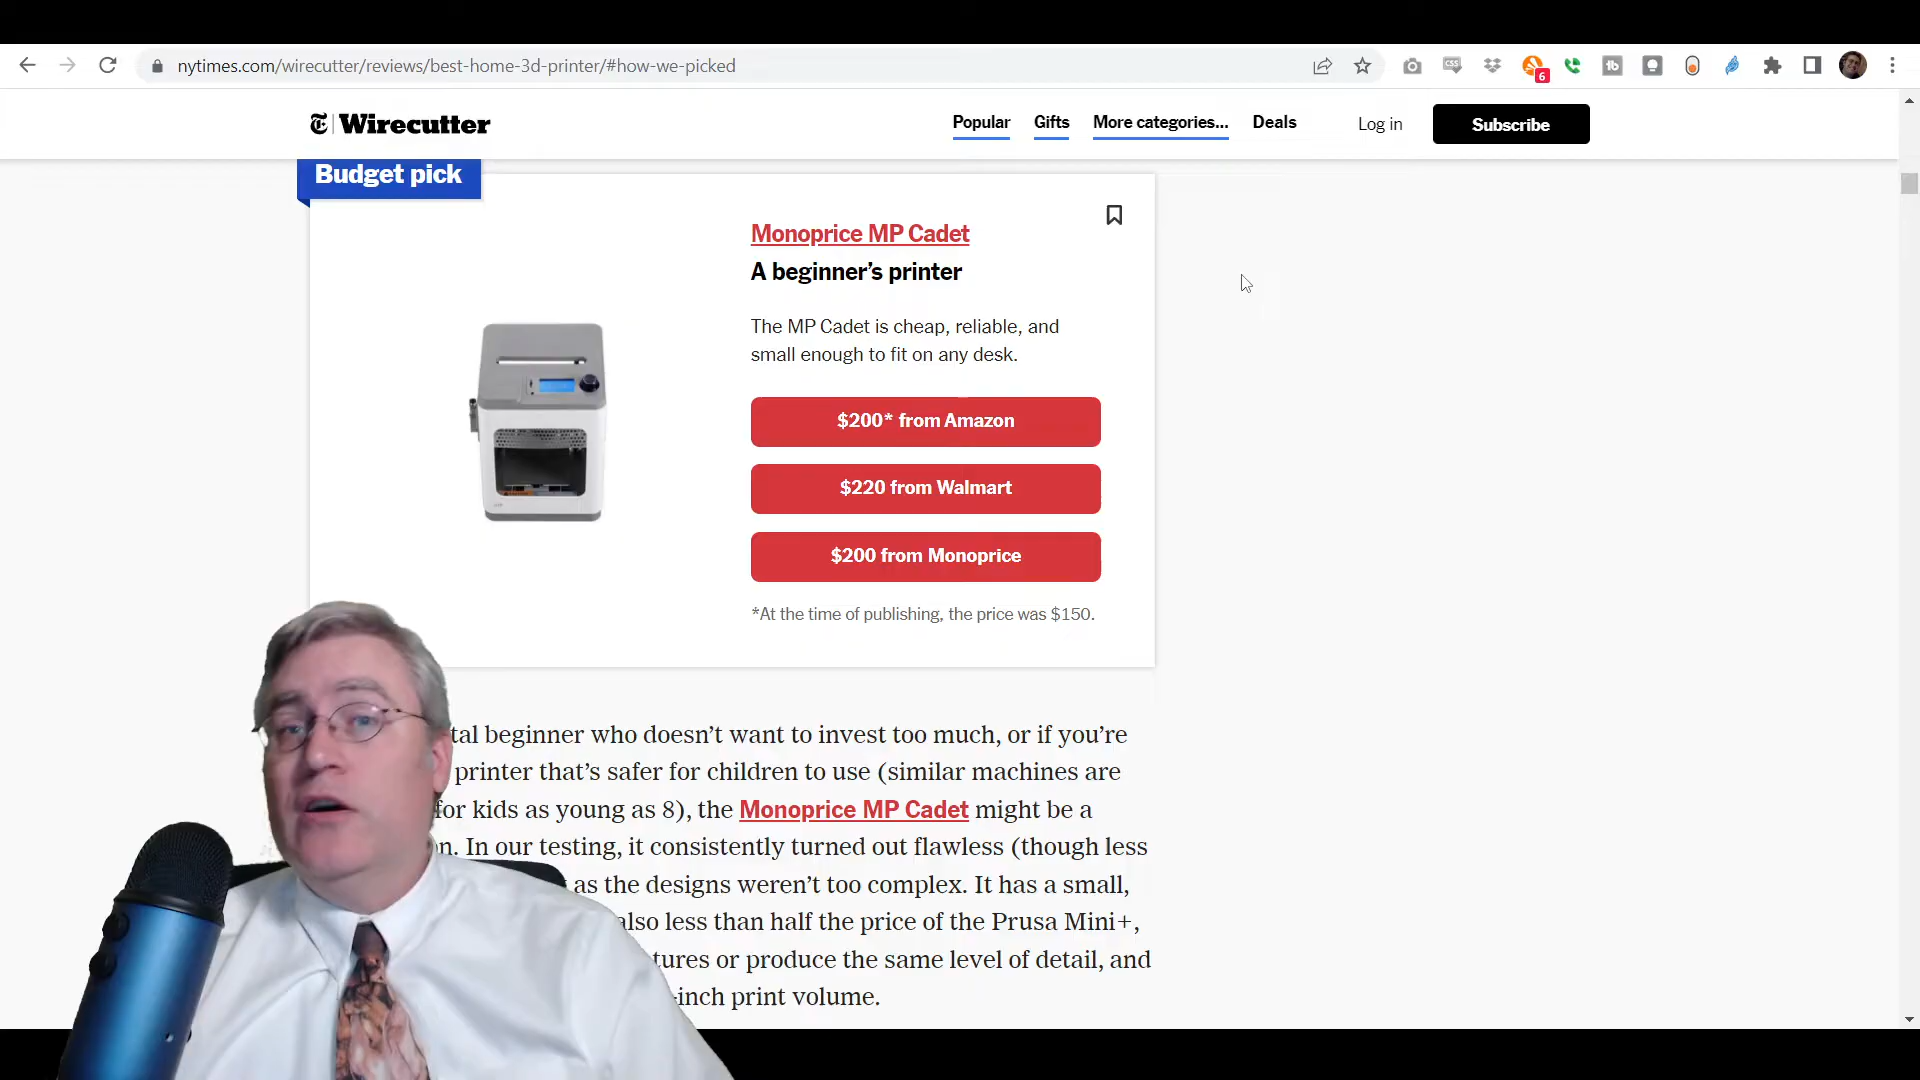 nytimes.com/wirecutter/reviews/best-home-3d-printer/#how-we-picked
CSS
6
tb
T Wirecutter
Popular Gifts More categories... Deals Log in Subscribe
Budget pick
Monoprice MP Cadet
A beginner's printer
The MP Cadet is cheap, reliable, and
small enough to fit on any desk.
$200* from Amazon
$220 from Walmart
$200 from Monoprice
*At the time of publishing, the price was $150.
tal beginner who doesn't want to invest too much, or if you're
printer that's safer for children to use (similar machines are
for kids as young as 8), the Monoprice MP Cadet might be a
n. In our testing, it consistently turned out flawless (though less
as the designs weren't too complex. It has a small,
also less than half the price of the Prusa Mini+,
tures or produce the same level of detail, and
-inch print volume.